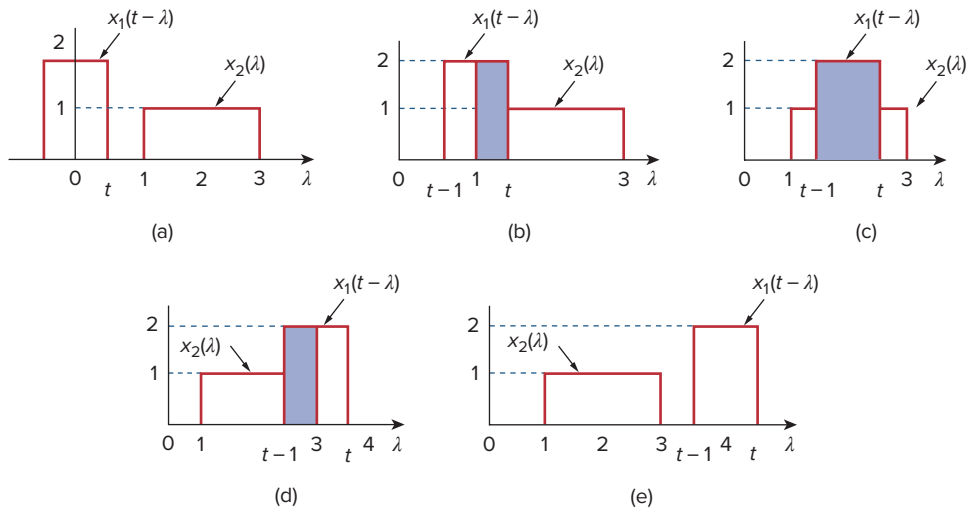 x₁(t – λ)
2
x₂(λ)
1
0 t 1 2 3 λ
(a)
x₁(t – λ)
2
x₂(λ)
1
0 t – 1 1 t 3 λ
(b)
x₁(t – λ)
2
x₂(λ)
1
0 1 t – 1 t 3 λ
(c)
x₁(t – λ)
2
x₂(λ)
1
0 1 t – 1 3 t 4 λ
(d)
x₁(t – λ)
2
x₂(λ)
1
0 1 2 3 t – 1 4 t λ
(e)